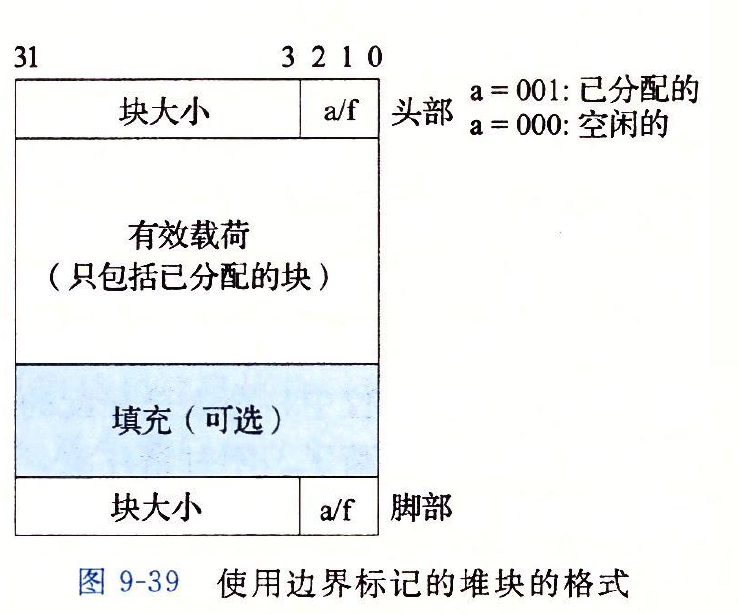 31 3 2 1 0
块大小 a/f 头部 a = 001: 已分配的
a = 000: 空闲的
有效载荷
（只包括已分配的块）
填充（可选）
块大小 a/f 脚部
图 9-39 使用边界标记的堆块的格式